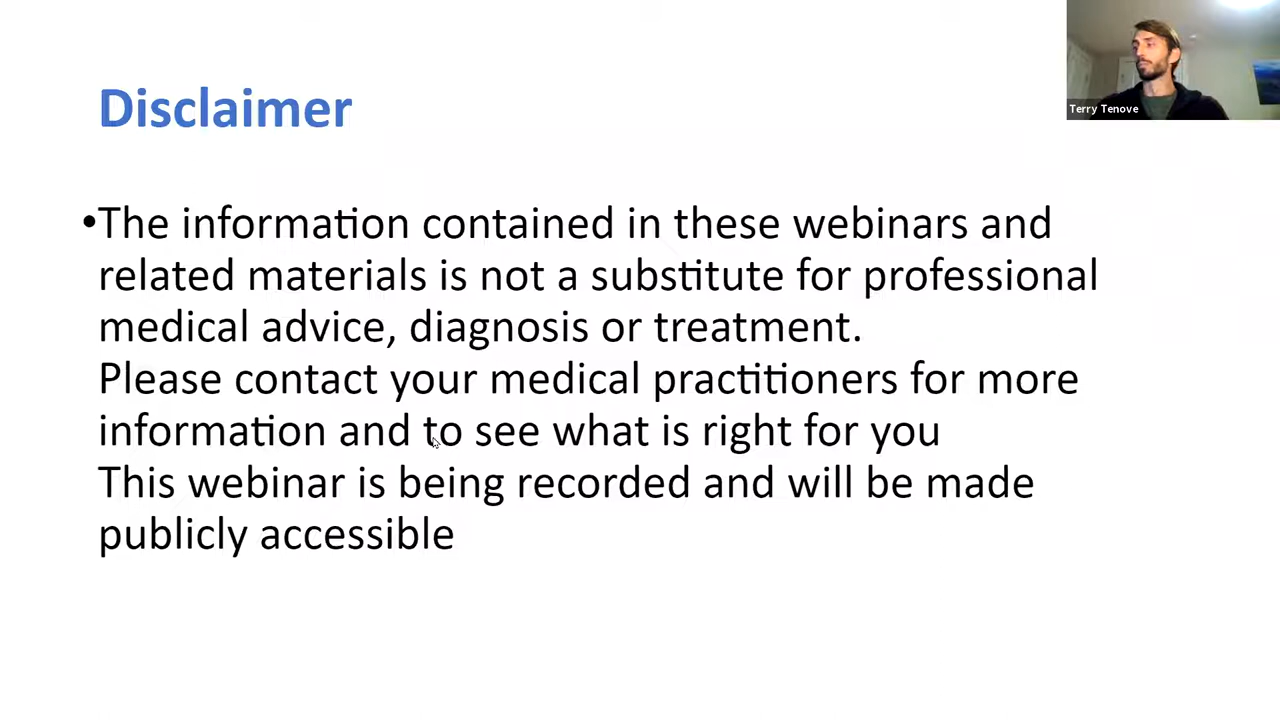 Disclaimer
Terry Tenove
•The information contained in these webinars and
related materials is not a substitute for professional
medical advice, diagnosis or treatment.
Please contact your medical practitioners for more
information and to see what is right for you
This webinar is being recorded and will be made
publicly accessible